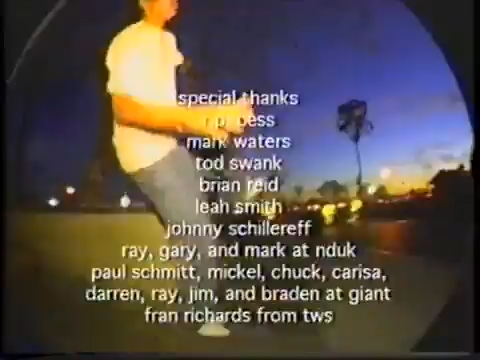 special thanks
mark waters
tod swank
brian reid
leah smith
johnny schillereff
ray, gary, and mark at nduk
paul schmitt, mickel, chuck, carisa,
darren, ray, jim, and braden at giant
fran richards from tws